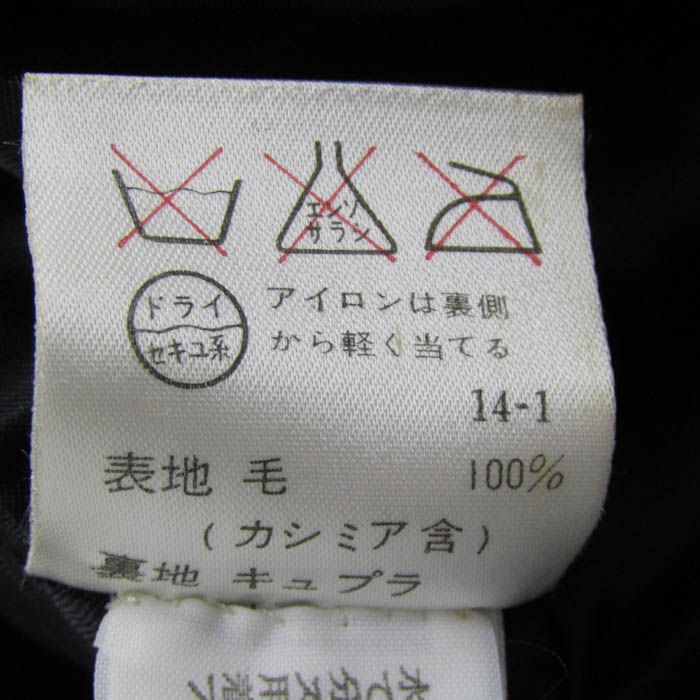 エンソ
サラシ
ドライ
セキユ系
アイロンは裏側
から軽く当てる
14-1
表地 毛 100%
(カシミア含)
裏地 キュプラ